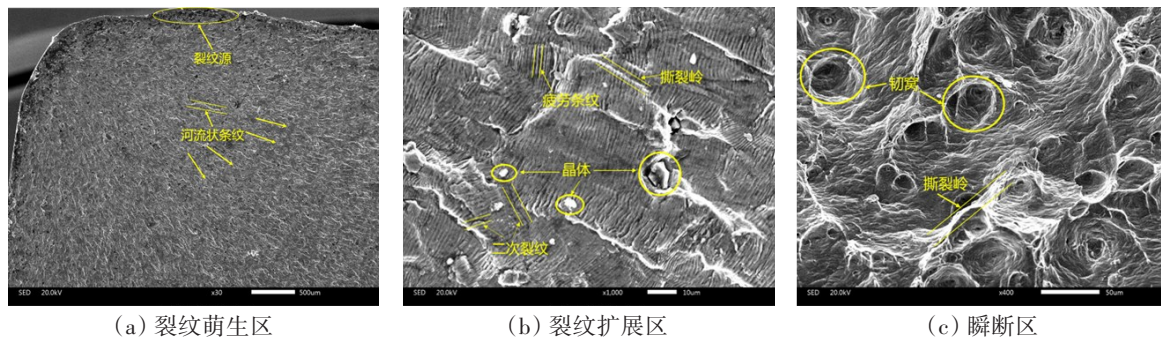 裂纹源
河流状条纹
SED 20.0kV x30 500um
疲劳条纹
撕裂岭
晶体
二次裂纹
SED 20.0kV x1,000 10um
韧窝
撕裂岭
SED 20.0kV x400 50um
(a) 裂纹萌生区
(b) 裂纹扩展区
(c) 瞬断区